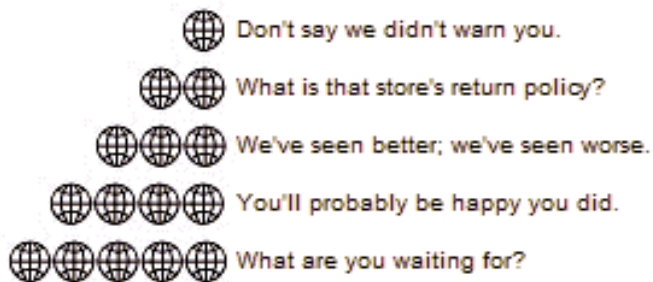 Don't say we didn't warn you.
What is that store's return policy?
We've seen better; we've seen worse.
You'll probably be happy you did.
What are you waiting for?